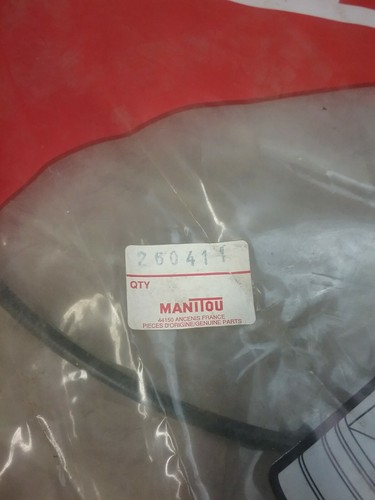 260411
QTY
MANITOU
44150 ANCENIS FRANCE
PIECES D'ORIGINE/GENUINE PARTS